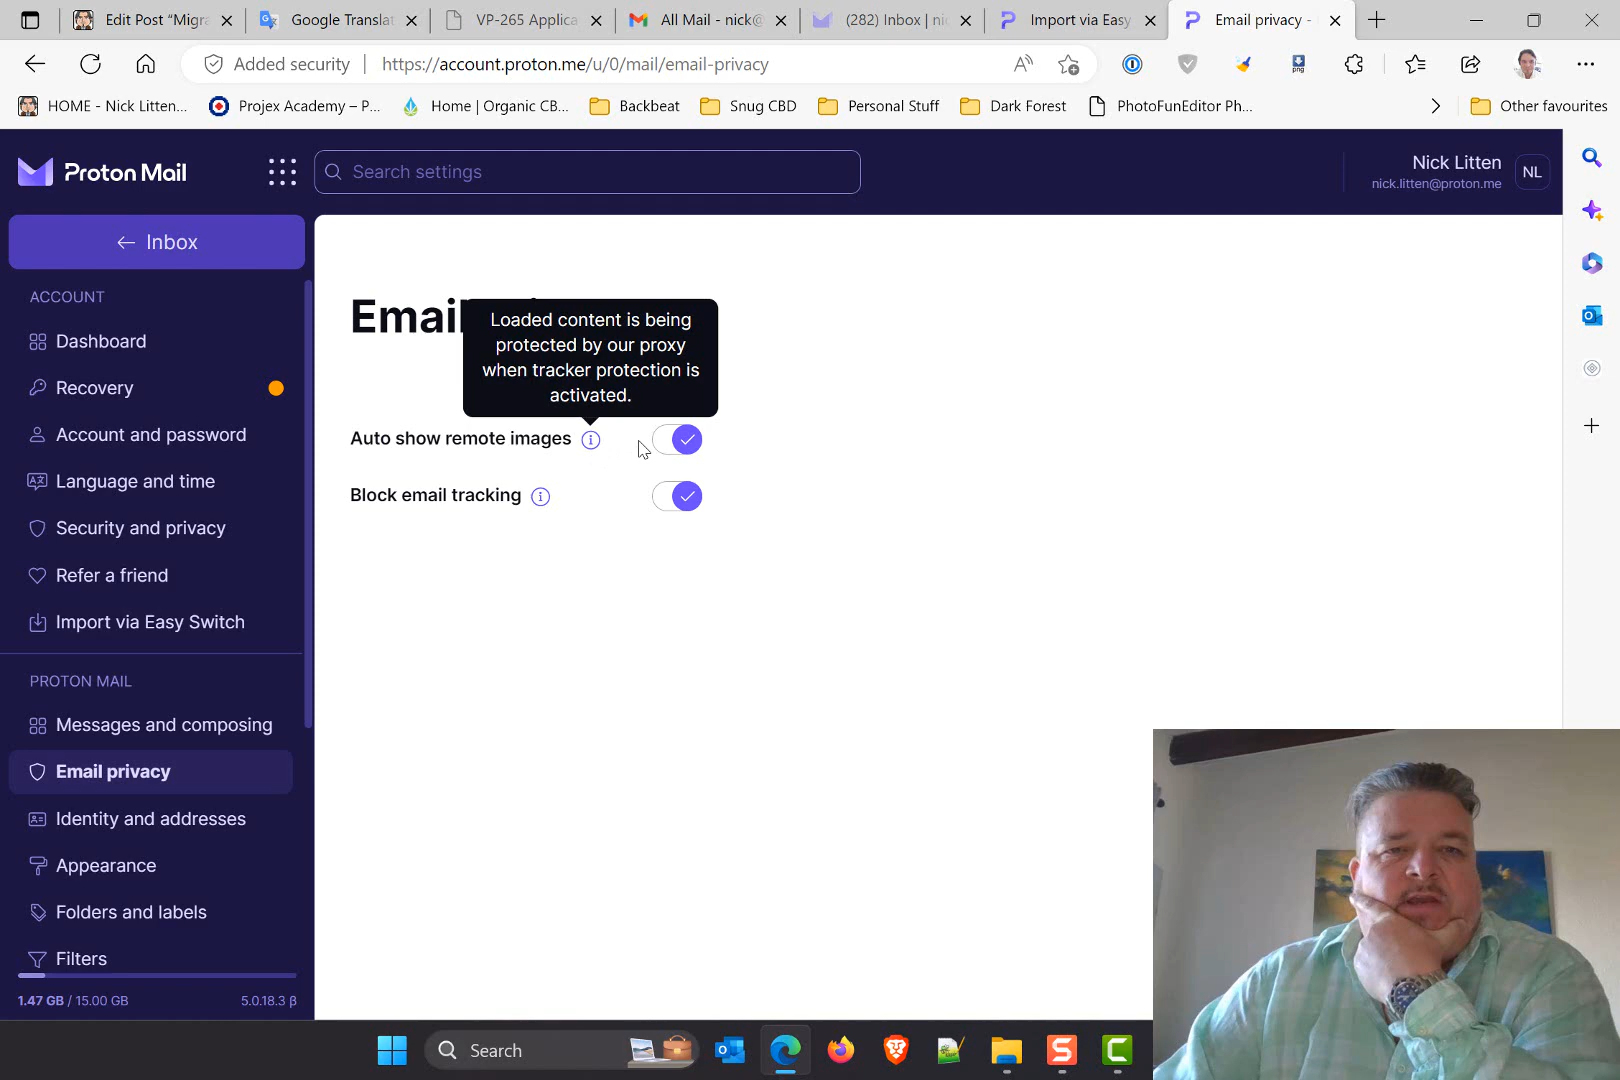 Edit Post “Migra
Google Translat
VP-265 Applica
All Mail - nick@
(282) Inbox | nic
Import via Easy
Email privacy -
Added security
https://account.proton.me/u/0/mail/email-privacy
HOME - Nick Litten...
Projex Academy – P...
Home | Organic CB...
Backbeat
Snug CBD
Personal Stuff
Dark Forest
PhotoFunEditor Ph...
Other favourites
Proton Mail
Search settings
Nick Litten
nick.litten@proton.me
NL
← Inbox
ACCOUNT
Dashboard
Recovery
Account and password
Language and time
Security and privacy
Refer a friend
Import via Easy Switch
PROTON MAIL
Messages and composing
Email privacy
Identity and addresses
Appearance
Folders and labels
Filters
1.47 GB / 15.00 GB
5.0.18.3 β
Email
Loaded content is being
protected by our proxy
when tracker protection is
activated.
Auto show remote images
Block email tracking
Search